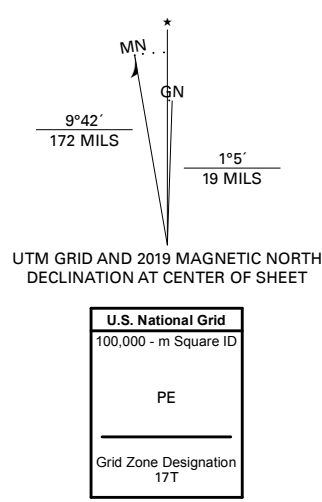 MN
GN
9°42´
172 MILS
1°5´
19 MILS
UTM GRID AND 2019 MAGNETIC NORTH
DECLINATION AT CENTER OF SHEET
U.S. National Grid
100,000 - m Square ID
PE
Grid Zone Designation
17T